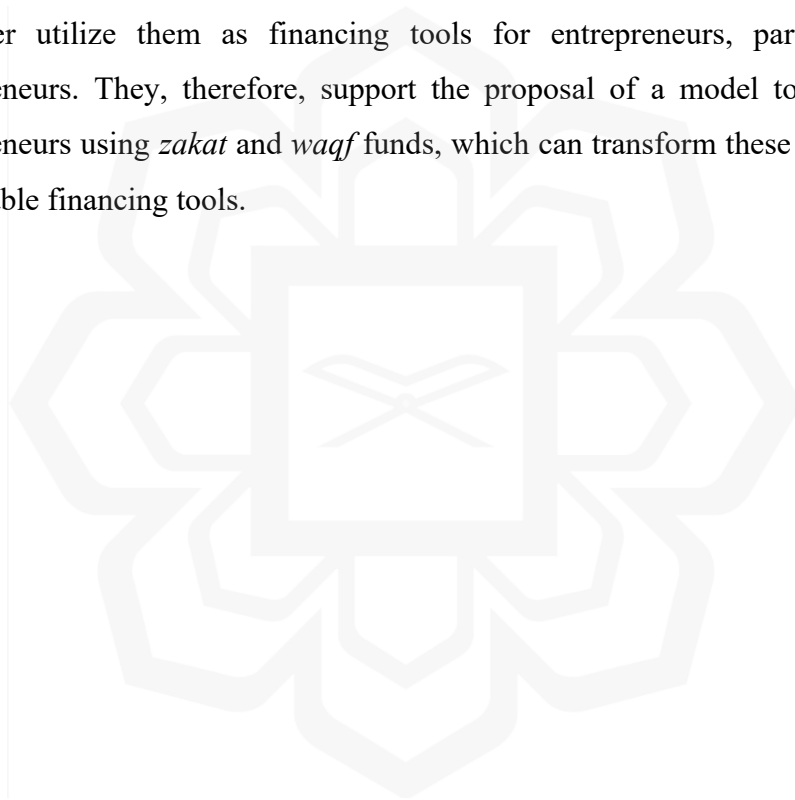 er utilize them as financing tools for entrepreneurs, par
eneurs. They, therefore, support the proposal of a model to
eneurs using zakat and waqf funds, which can transform these
ble financing tools.